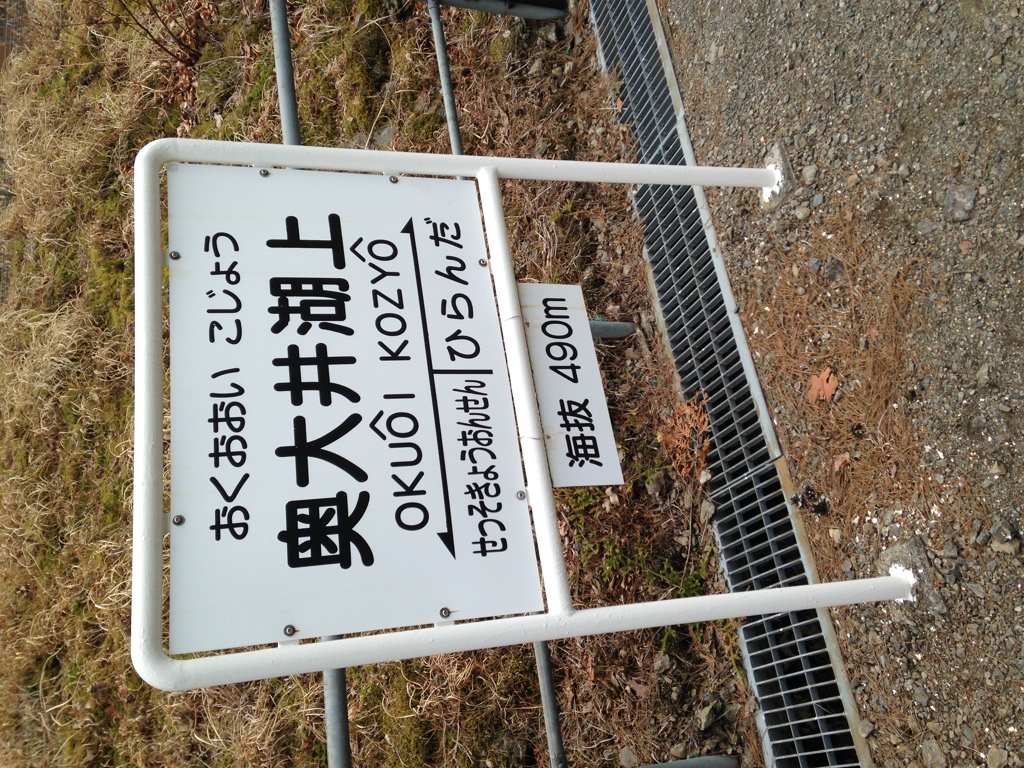 おくおおい こじょう
奥大井湖上
OKUÔI KOZYÔ
せっそきょうおんせん ひらんだ
海抜 490m